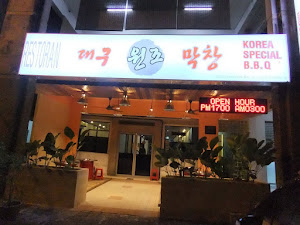 RESTORAN
대구 원조 막창
KOREA
SPECIAL
B.B.Q
OPEN HOUR
PM1700 AM0300